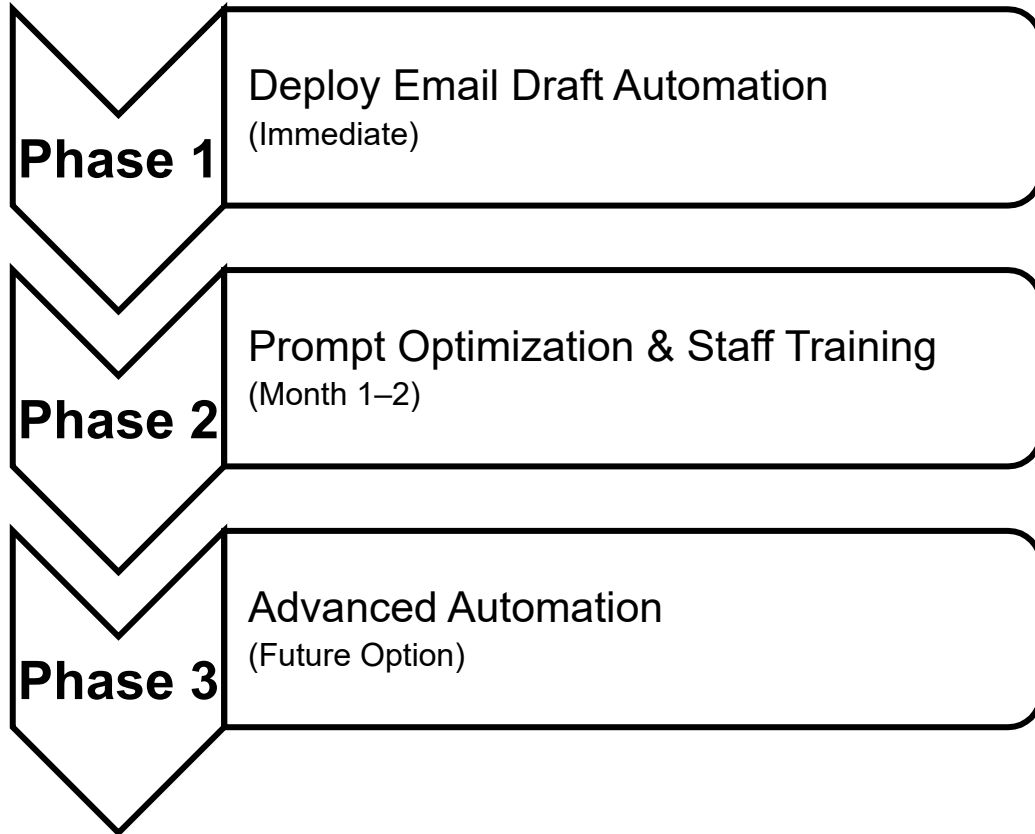 Phase 1
Deploy Email Draft Automation
(Immediate)
Phase 2
Prompt Optimization & Staff Training
(Month 1–2)
Phase 3
Advanced Automation
(Future Option)